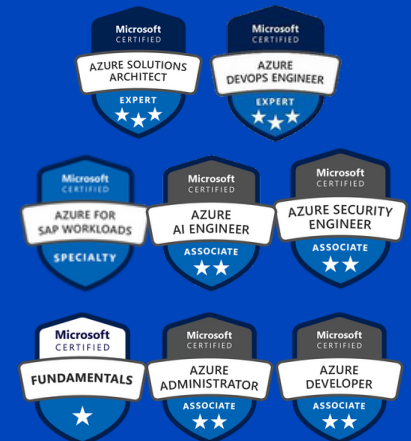 Microsoft
CERTIFIED
AZURE SOLUTIONS
ARCHITECT
EXPERT
Microsoft
CERTIFIED
AZURE
DEVOPS ENGINEER
EXPERT
Microsoft
CERTIFIED
AZURE FOR
SAP WORKLOADS
SPECIALTY
Microsoft
CERTIFIED
AZURE
AI ENGINEER
ASSOCIATE
Microsoft
CERTIFIED
AZURE SECURITY
ENGINEER
ASSOCIATE
Microsoft
CERTIFIED
FUNDAMENTALS
Microsoft
CERTIFIED
AZURE
ADMINISTRATOR
ASSOCIATE
Microsoft
CERTIFIED
AZURE
DEVELOPER
ASSOCIATE